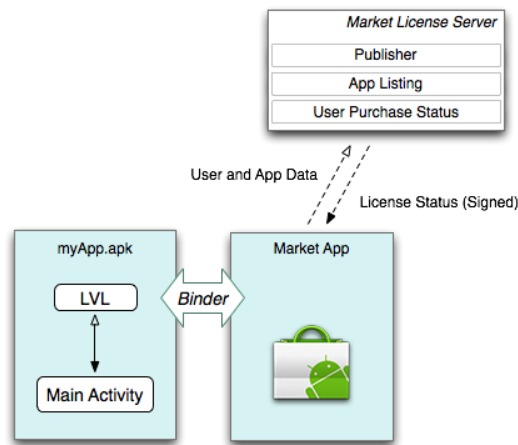 Market License Server
Publisher
App Listing
User Purchase Status
User and App Data
License Status (Signed)
myApp.apk
Market App
LVL
Binder
Main Activity